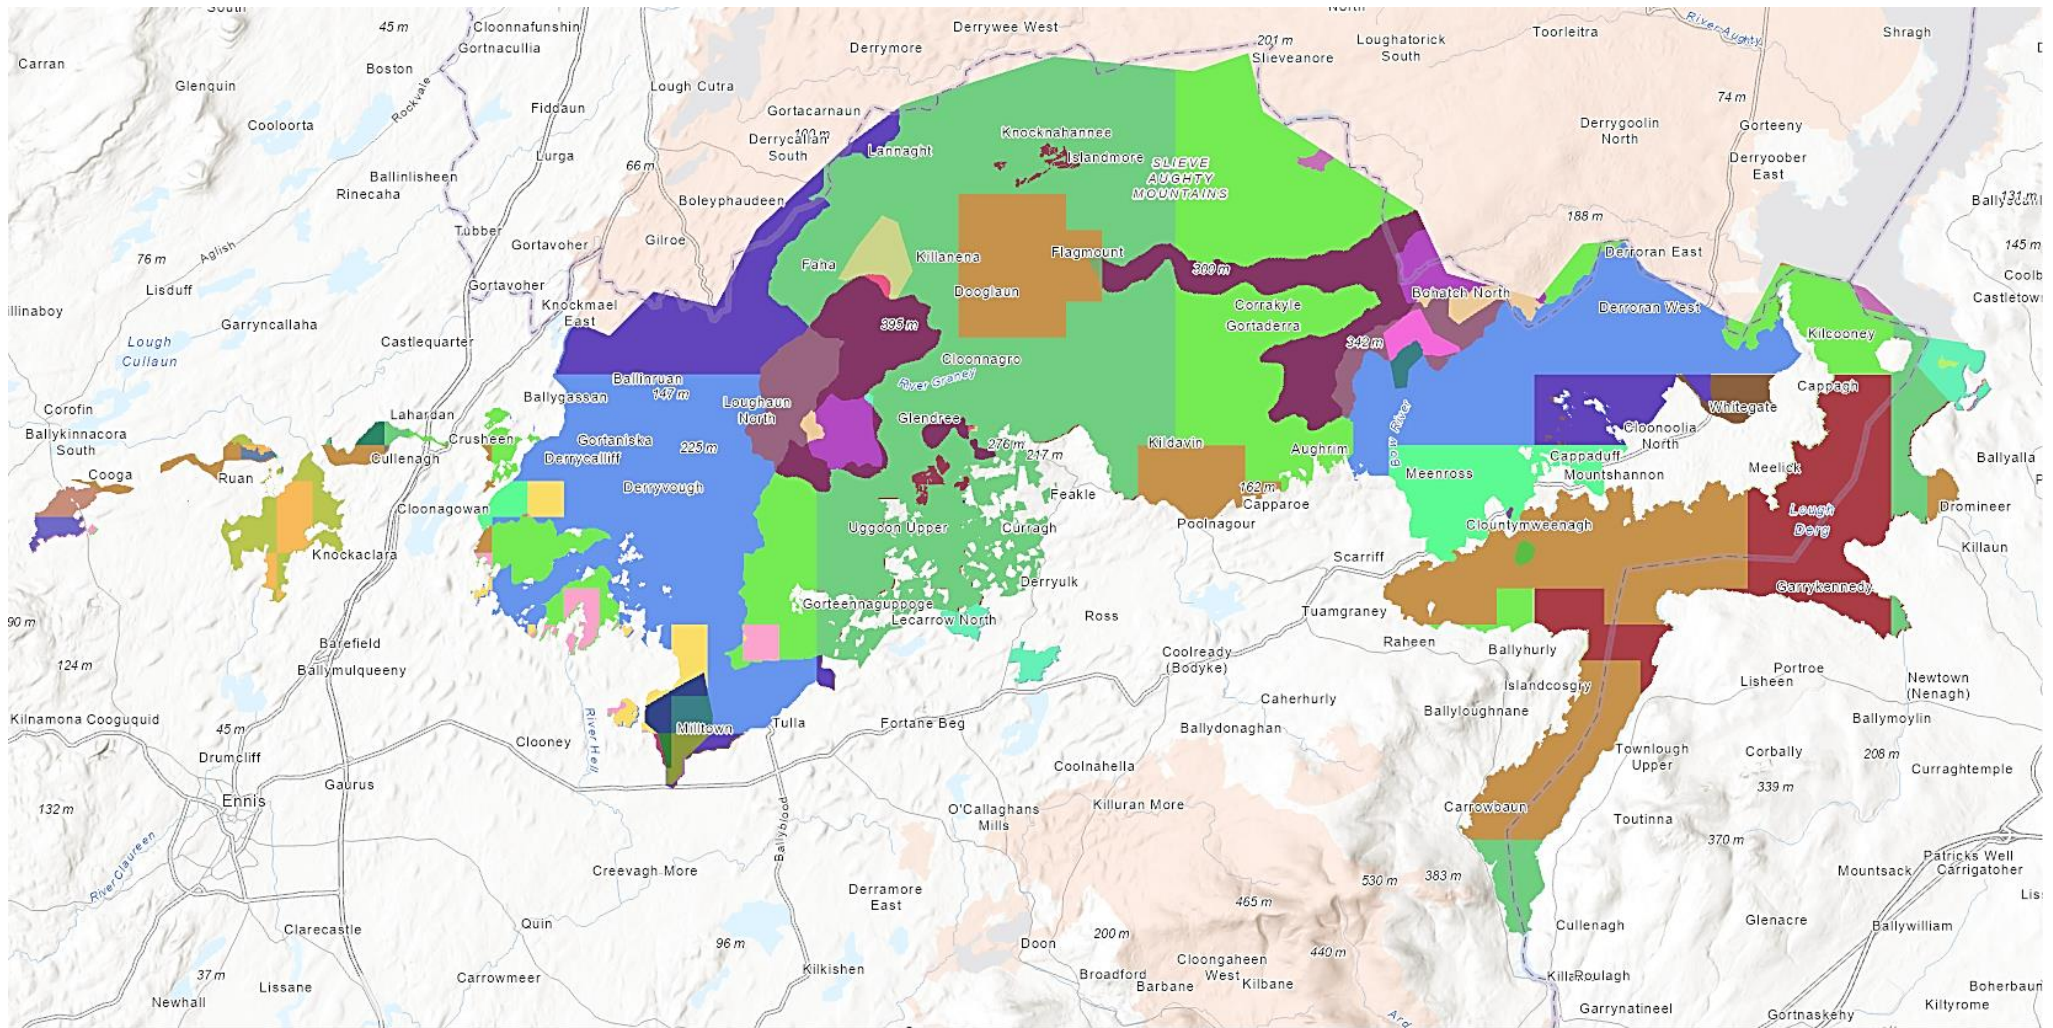 South
45 m
Cloonnafunshin
Gortnacullia
Derrywee West
Derrymore
201 m
Slieveanore
North
Loughatorick
South
Toorleitra
River Aughty
Shragh
Carran
Boston
Glenquin
Rockvale
Lough Cutra
Fiddaun
Cooloorta
Gortacarnaun
100 m
Derrycallan
South
Lannaght
Knocknahannee
Islandmore
SLIEVE
AUGHTY
MOUNTAINS
74 m
Derrygoolin
North
Gorteeny
Derryoober
East
Lurga
66 m
Ballinlisheen
Rinecaha
Boleyphaudeen
131 m
188 m
Tubber
Aglish
76 m
Gortavoher
Gilroe
Faha
Killanena
Flagmount
300 m
Derroran East
145 m
Lisduff
Gortavoher
Knockmael
East
Dooglaun
Bohatch North
Corrakyle
Gortaderra
Derroran West
Castletow
illinaboy
Garryncallaha
Lough
Cullaun
Castlequarter
395 m
342 m
Kilcooney
Cloonnagro
River Graney
Ballinruan
147 m
Ballygassan
Cappagh
Corofin
Lahardan
Loughaun
North
Glendree
Whitegate
Ballykinnacora
South
Crusheen
Gortaniska
225 m
Derrycalliff
276 m
217 m
Kildavin
Aughrim
Bow River
Cloonoolia
North
Cullenagh
Cappaduff
Ballyalla
Cooga
Ruan
Meenross
Mountshannon
Meelick
Derryvough
Feakle
162 m
Capparoe
Cloonagowan
Lough
Derg
Dromineer
Uggoon Upper
Curragh
Poolnagour
Clountymweenagh
Knockaclara
Scarriff
Killaun
Derryulk
Garrykennedy
Gorteennaguppoge
Lecarrow North
Ross
Tuamgraney
90 m
Barefield
Raheen
Ballyhurly
124 m
Ballymulqueeny
Coolready
(Bodyke)
Portroe
Lisheen
Newtown
(Nenagh)
Islandcosgry
Caherhurly
Ballyloughnane
Kilnamona
Cooguquid
45 m
River Hell
Milltown
Tulla
Fortane Beg
Ballydonaghan
Ballymoylin
Clooney
Drumcliff
Townlough
Upper
Corbally
208 m
Coolnahella
Curraghtemple
Gaurus
339 m
Ennis
132 m
O'Callaghans
Mills
Killuran More
Carrowbaun
Toutinna
Ballyblood
370 m
River Claureen
Creevagh More
Patricks Well
Carrigatoher
Mountsack
Derramore
East
530 m
383 m
465 m
Clarecastle
Quin
96 m
Doon
200 m
440 m
Cullenagh
Glenacre
Ballywilliam
37 m
Lissane
Carrowmeer
Kilkishen
Cloongaheen
West
Broadford
Barbane
Kilbane
Roulagh
Newhall
Garrynatineel
Gortnaskehy
Boherbaun
Kiltyrome